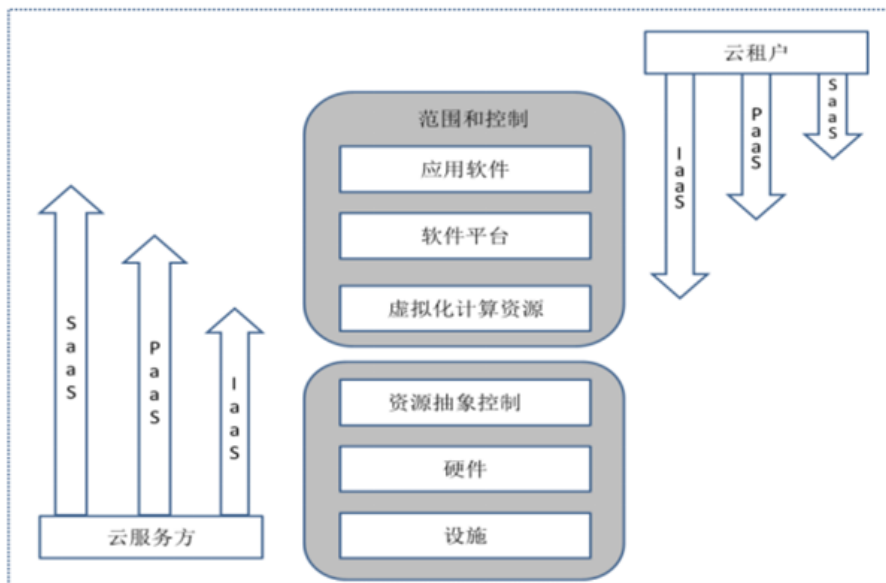 云租户
SaaS
PaaS
IaaS
范围和控制
应用软件
软件平台
虚拟化计算资源
SaaS
PaaS
IaaS
资源抽象控制
硬件
设施
云服务方